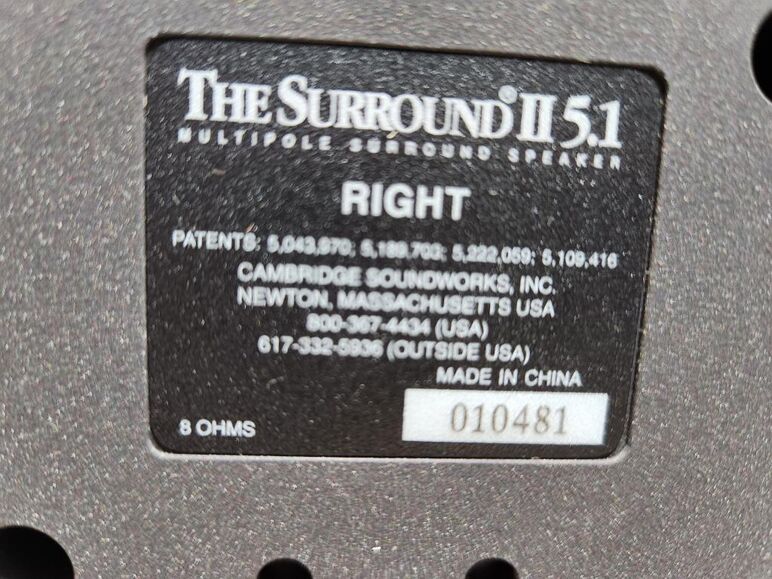 THE SURROUND® II 5.1
MULTIPOLE SURROUND SPEAKER
RIGHT
PATENTS: 5,043,970; 5,189,703; 5,222,059; 5,109,416
CAMBRIDGE SOUNDWORKS, INC.
NEWTON, MASSACHUSETTS USA
800-367-4434 (USA)
617-332-5936 (OUTSIDE USA)
MADE IN CHINA
8 OHMS
010481